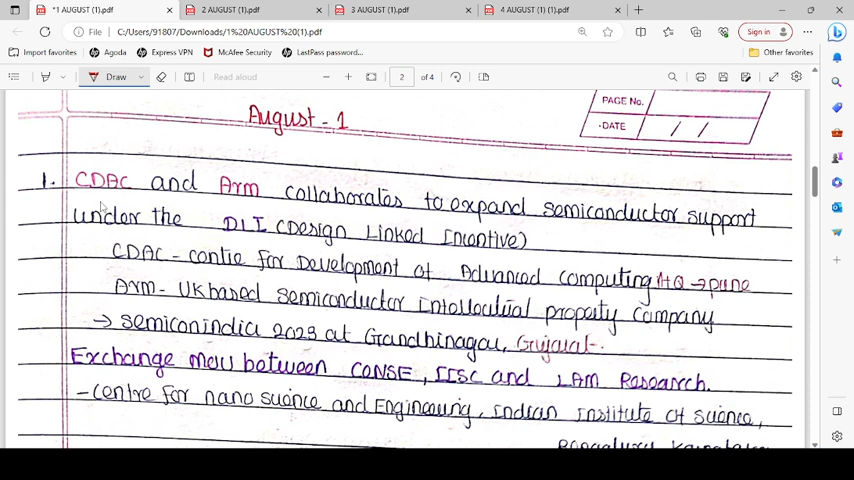 *1 AUGUST (1).pdf
2 AUGUST (1).pdf
3 AUGUST (1).pdf
4 AUGUST (1).pdf
File
C:/Users/91807/Downloads/1%20AUGUST%20(1).pdf
Sign in
Import favorites
Agoda
Express VPN
McAfee Security
LastPass password...
Other favorites
Draw
Read aloud
2 of 4
PAGE No.
DATE / /
August - 1
1. CDAC and Arm collaborates to expand semiconductor support
under the DLI (Design Linked Incentive)
CDAC - centre for Development of Advanced computing HQ → pune
Arm - UK based semiconductor Intellectual property company
→ semiconindia 2023 at Gandhinagar, Gujarat.
Exchange mou between CeNSE, IISC and LAM Research.
- centre for nano science and Engineering, Indian Institute of science,
Bengaluru Karnataka